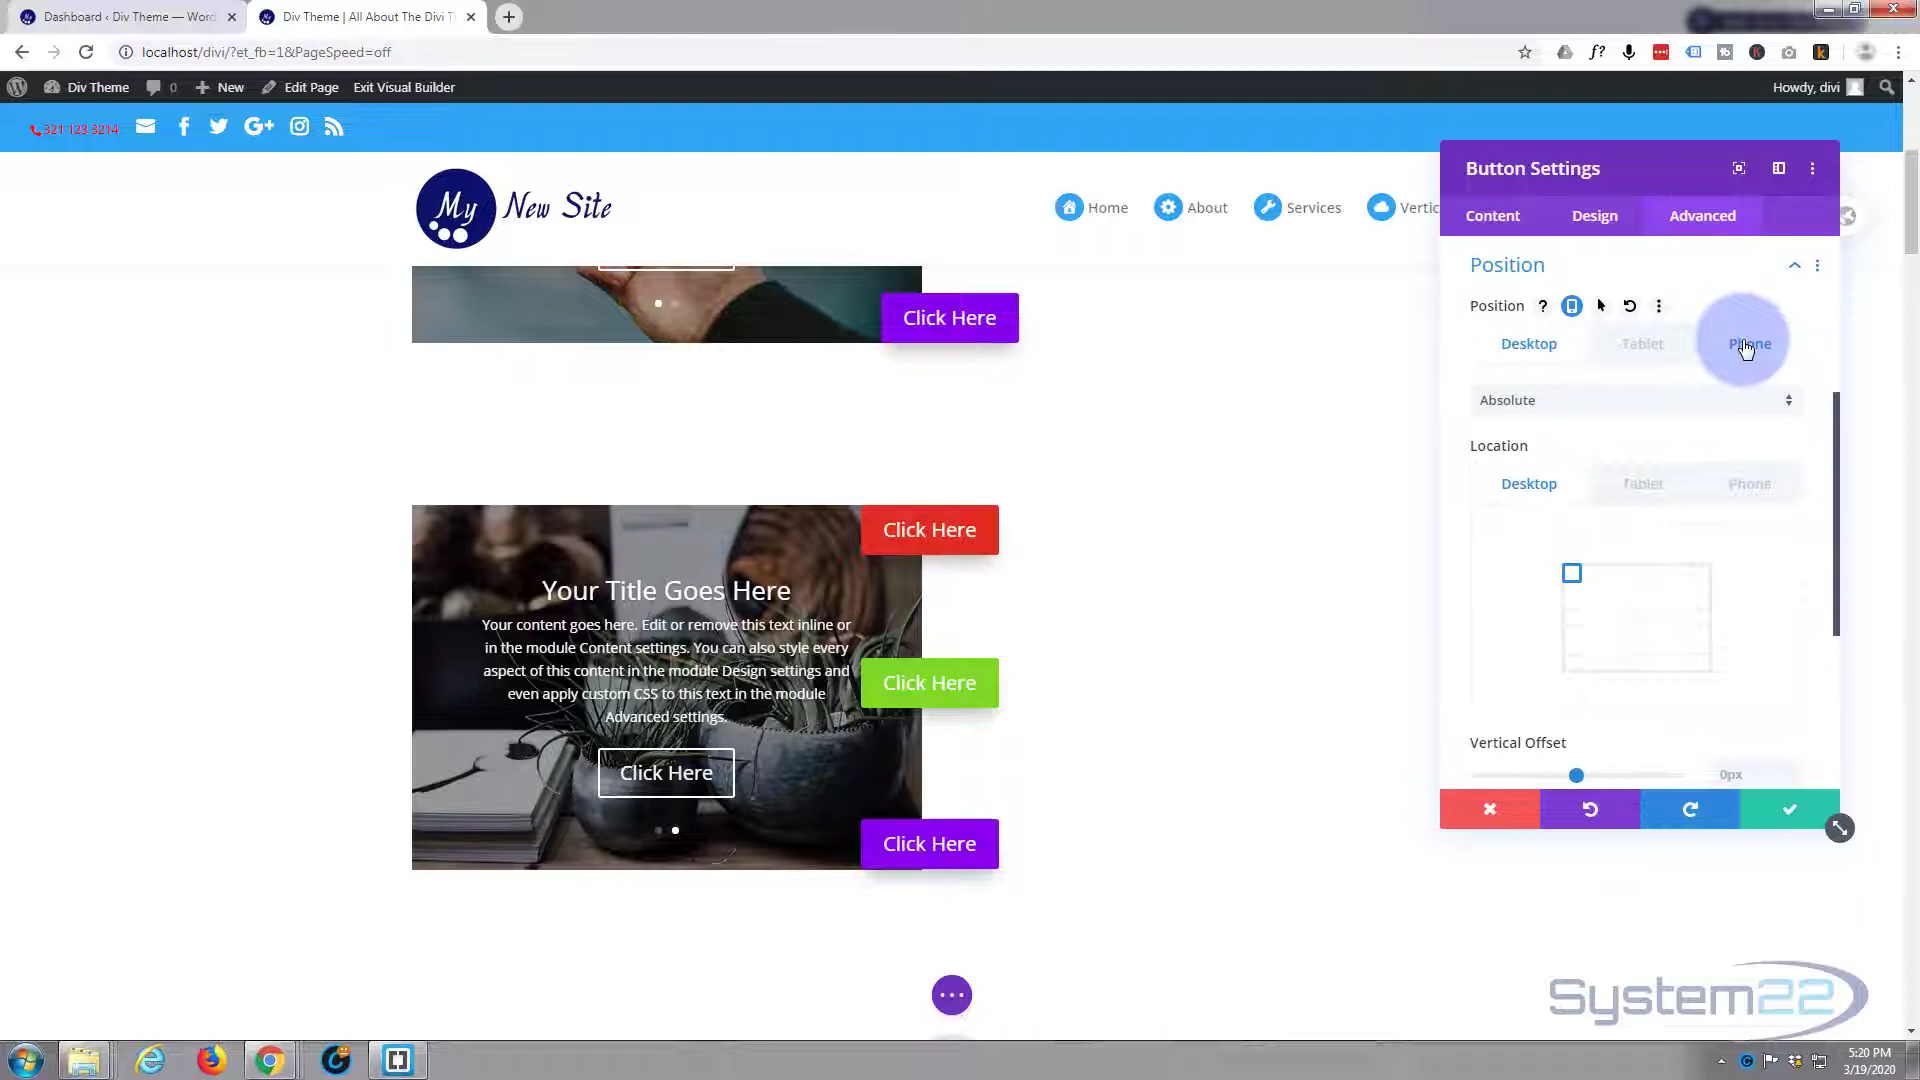 Dashboard ‹ Div Theme — Word
Div Theme | All About The Divi T
localhost/divi/?et_fb=1&PageSpeed=off
f?
Div Theme
0
New
Edit Page
Exit Visual Builder
Howdy, divi
321 123 3214
G+
My New Site
Home
About
Services
Vertic
Button Settings
Content
Design
Advanced
Position
Position
?
Desktop
Tablet
Phone
Absolute
Location
Desktop
Tablet
Phone
Vertical Offset
0px
Click Here
Click Here
Your Title Goes Here
Your content goes here. Edit or remove this text inline or
in the module Content settings. You can also style every
aspect of this content in the module Design settings and
even apply custom CSS to this text in the module
Advanced settings.
Click Here
Click Here
Click Here
System22
5:20 PM
3/19/2020